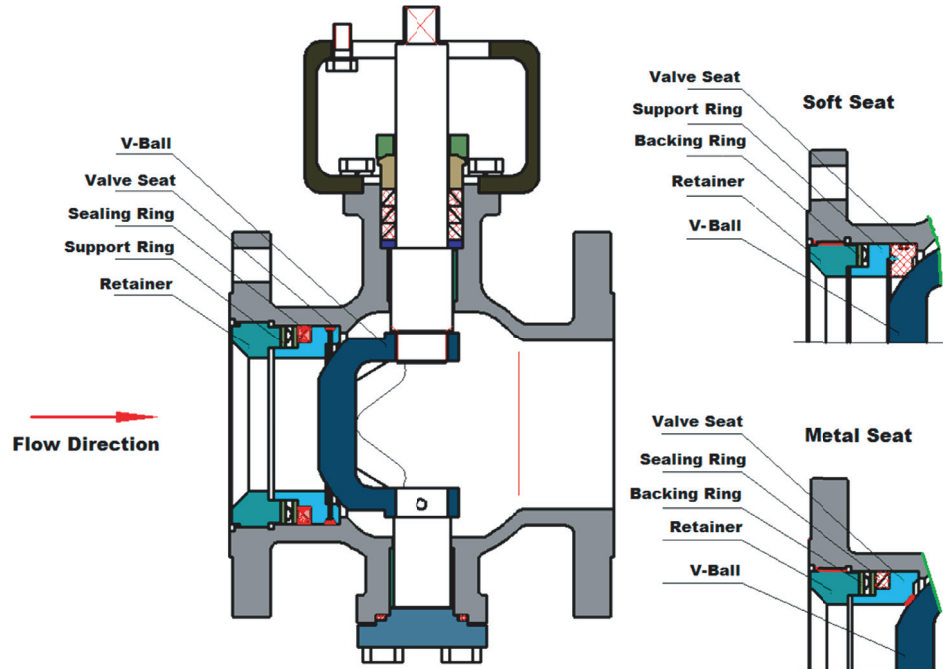 V-Ball
Valve Seat
Sealing Ring
Support Ring
Retainer
Flow Direction
Valve Seat
Soft Seat
Support Ring
Backing Ring
Retainer
V-Ball
Valve Seat
Metal Seat
Sealing Ring
Backing Ring
Retainer
V-Ball